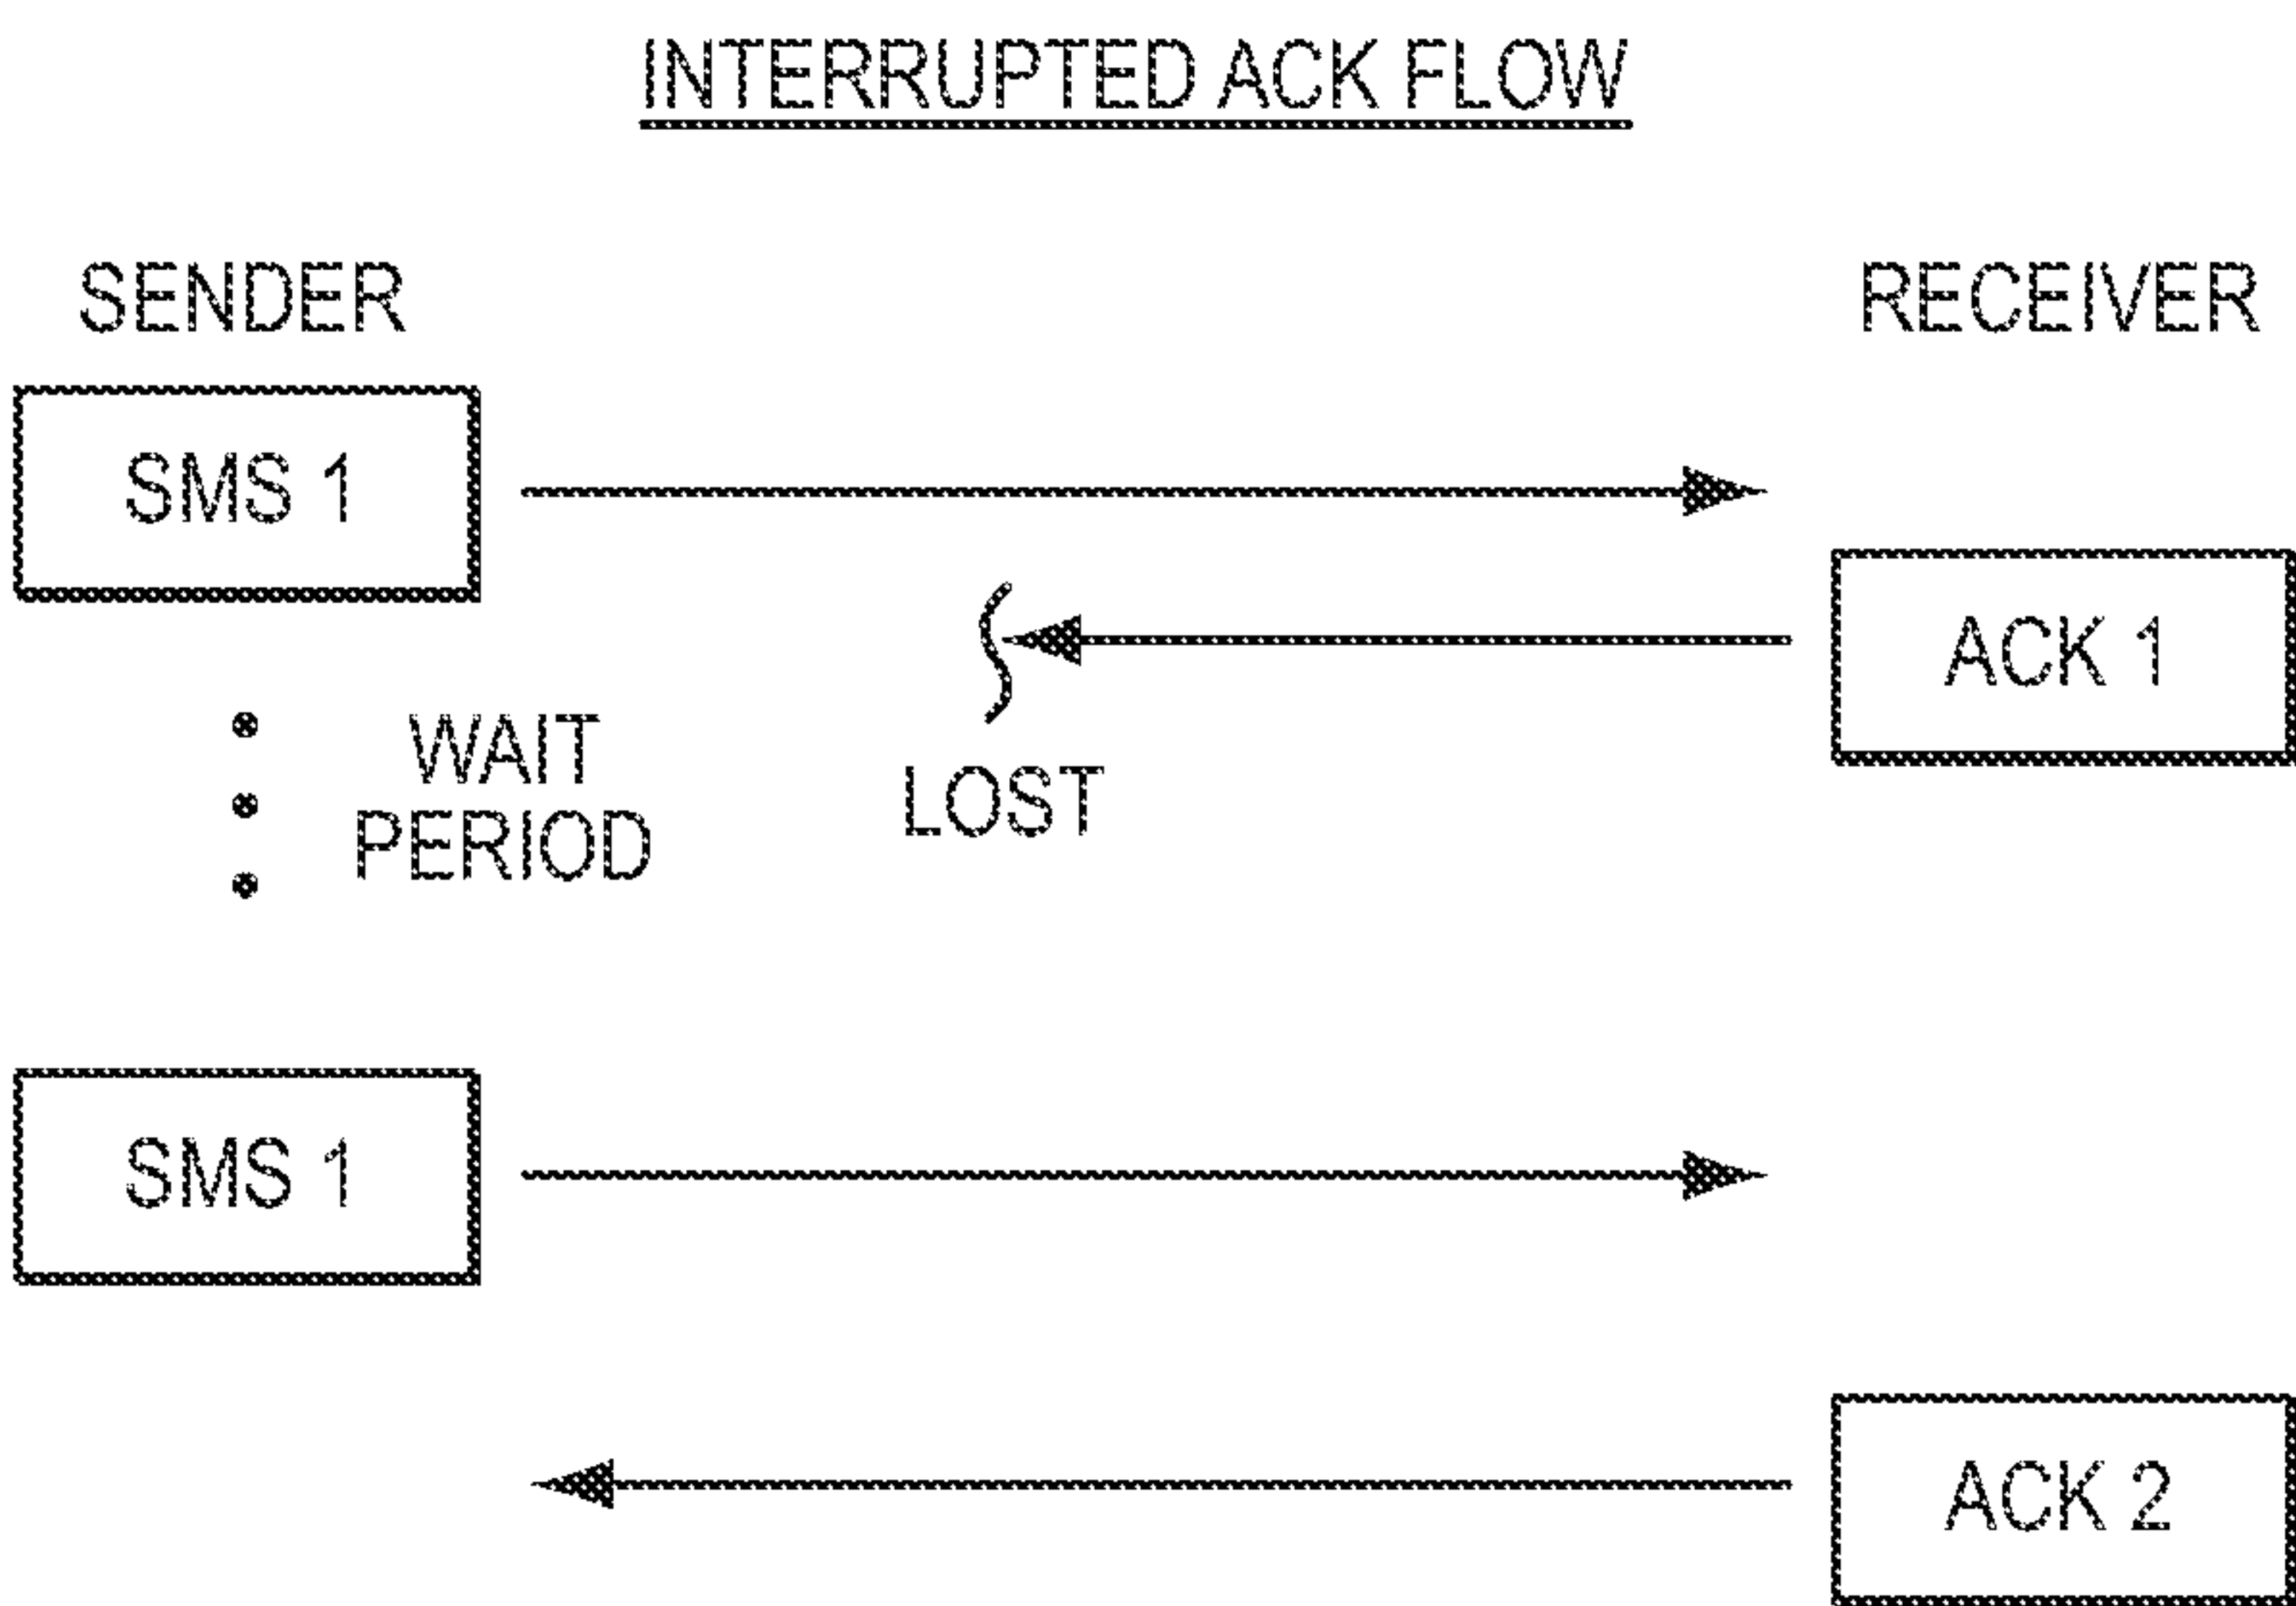 INTERRUPTED ACK FLOW
SENDER
RECEIVER
SMS 1
ACK 1
WAIT
PERIOD
LOST
SMS 1
ACK 2